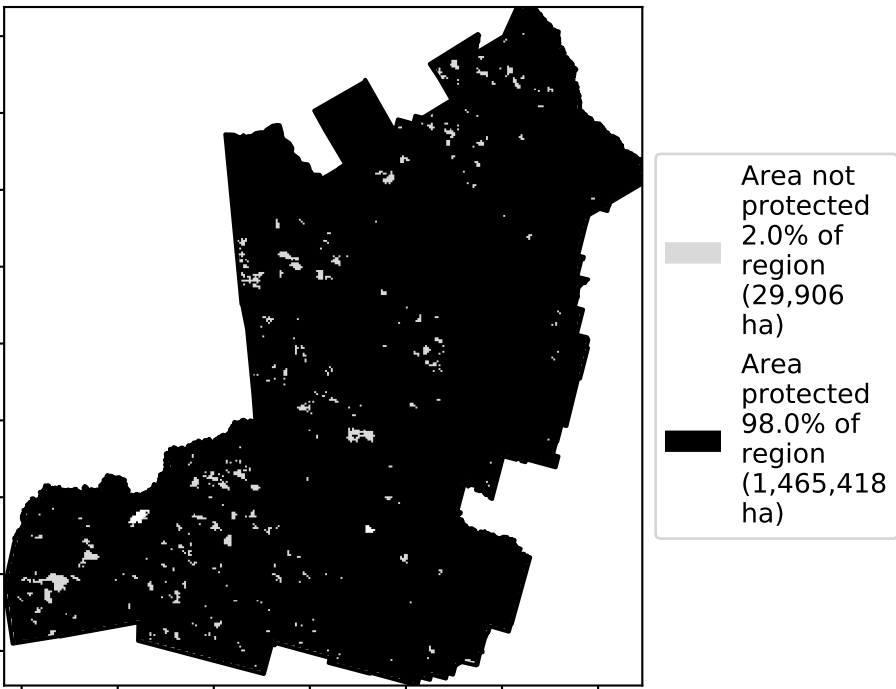 Area not
protected
2.0% of
region
(29,906
ha)
Area
protected
98.0% of
region
(1,465,418
ha)